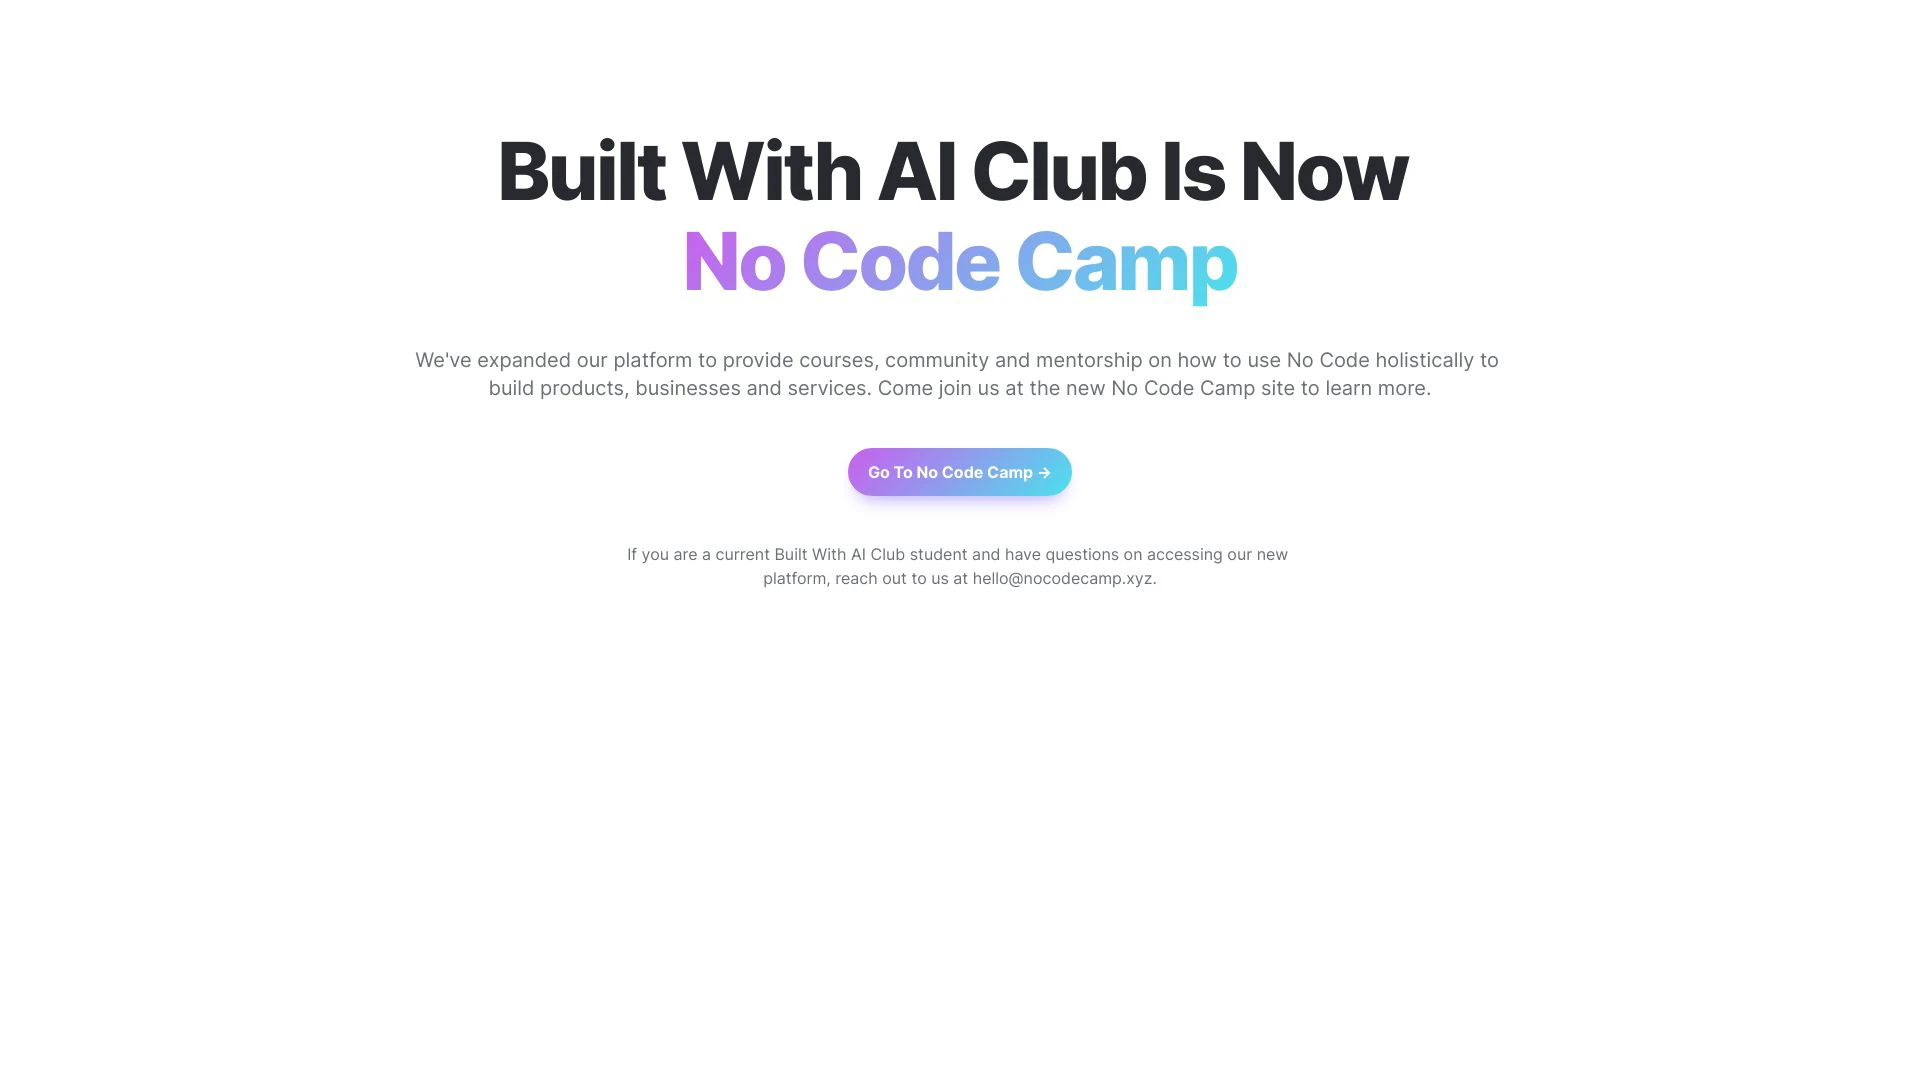 Built With AI Club Is Now
No Code Camp
We've expanded our platform to provide courses, community and mentorship on how to use No Code holistically to
build products, businesses and services. Come join us at the new No Code Camp site to learn more.
Go To No Code Camp →
If you are a current Built With AI Club student and have questions on accessing our new
platform, reach out to us at hello@nocodecamp.xyz.